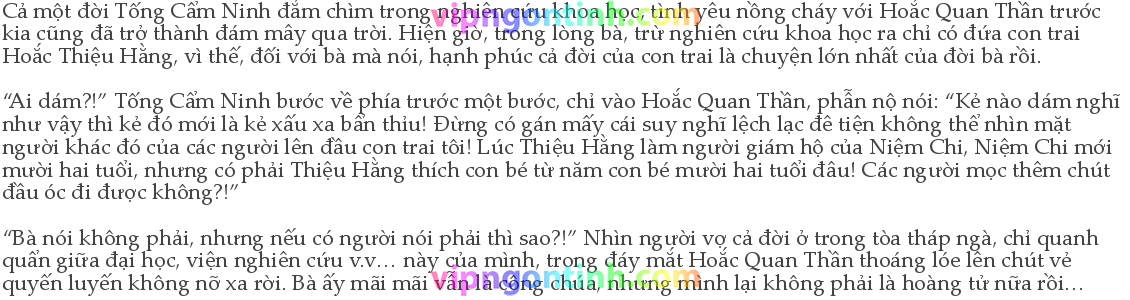 Cả một đời Tống Cẩm Ninh đắm chìm trong nghiên cứu khoa học, tình yêu nồng cháy với Hoắc Quan Thần trước
kia cũng đã trở thành đám mây qua trời. Hiện giờ, trong lòng bà, trừ nghiên cứu khoa học ra chỉ có đứa con trai
Hoắc Thiệu Hằng, vì thế, đối với bà mà nói, hạnh phúc cả đời của con trai là chuyện lớn nhất của đời bà rồi.
“Ai dám?!” Tống Cẩm Ninh bước về phía trước một bước, chỉ vào Hoắc Quan Thần, phẫn nộ nói: “Kẻ nào dám nghĩ
như vậy thì kẻ đó mới là kẻ xấu xa bẩn thỉu! Đừng có gán mấy cái suy nghĩ lệch lạc đê tiện không thể nhìn mặt
người khác đó của các người lên đầu con trai tôi! Lúc Thiệu Hằng làm người giám hộ của Niệm Chi, Niệm Chi mới
mười hai tuổi, nhưng có phải Thiệu Hằng thích con bé từ năm con bé mười hai tuổi đâu! Các người mọc thêm chút
đầu óc đi được không?!”
“Bà nói không phải, nhưng nếu có người nói phải thì sao?!” Nhìn người vợ cả đời ở trong tòa tháp ngà, chỉ quanh
quẩn giữa đại học, viện nghiên cứu v.v… này của mình, trong đáy mắt Hoắc Quan Thần thoáng lóe lên chút vẻ
quyến luyến không nỡ xa rời. Bà ấy mãi mãi vẫn là công chúa, nhưng mình lại không phải là hoàng tử nữa rồi…
vipngontinh.com
vipngontinh.com
vipngontinh.com